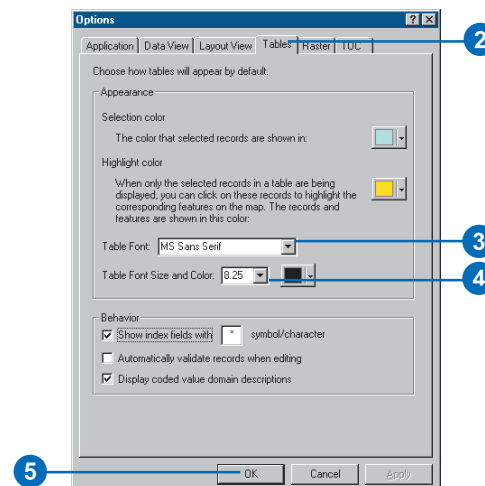 Options
Application Data View Layout View Tables Raster TOC
2
Choose how tables will appear by default.
Appearance
Selection color
The color that selected records are shown in:
Highlight color
When only the selected records in a table are being
displayed, you can click on these records to highlight the
corresponding features on the map. The records and
features are shown in this color:
Table Font: MS Sans Serif
3
Table Font Size and Color: 8.25
4
Behavior
Show index fields with * symbol/character
Automatically validate records when editing
Display coded value domain descriptions
5
OK Cancel Apply